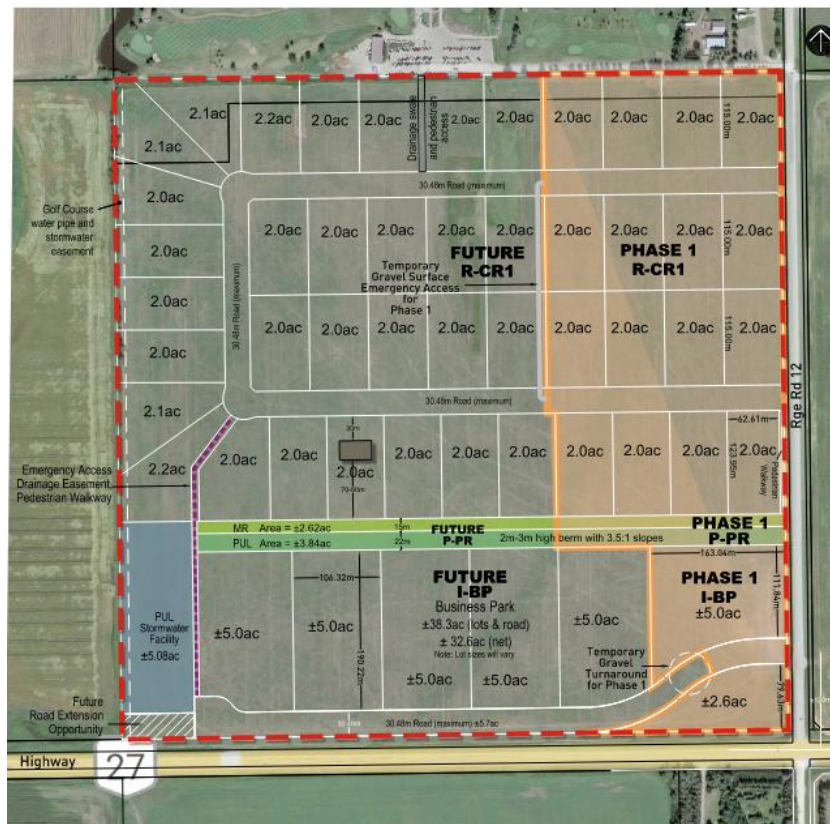 2.1ac
2.2ac
2.0ac
2.0ac
Drainage swale
and pedestrian
access
2.0ac
2.0ac
2.0ac
2.0ac
2.0ac
2.0ac
115.00m
2.1ac
30.48m Road (maximum)
2.0ac
Golf Course
water pipe and
stormwater
easement
2.0ac
2.0ac
2.0ac
2.0ac
2.0ac
2.0ac
2.0ac
2.0ac
2.0ac
2.0ac
115.00m
FUTURE
R-CR1
PHASE 1
R-CR1
Temporary
Gravel Surface
Emergency Access
for
Phase 1
2.0ac
2.0ac
30.48m Road (maximum)
2.0ac
2.0ac
2.0ac
2.0ac
2.0ac
2.0ac
2.0ac
2.0ac
2.0ac
115.00m
2.0ac
Rge Rd 12
2.1ac
30.48m Road (maximum)
62.61m
2.2ac
2.0ac
2.0ac
2.0ac
2.0ac
2.0ac
2.0ac
2.0ac
2.0ac
2.0ac
123.95m
2.0ac
Pedestrian
Walkway
Emergency Access
Drainage Easement
Pedestrian Walkway
MR Area = ±2.62ac
15m
PUL Area = ±3.84ac
22m
FUTURE
P-PR
2m-3m high berm with 3.5:1 slopes
PHASE 1
P-PR
163.04m
106.32m
FUTURE
I-BP
Business Park
±38.3ac (lots & road)
± 32.6ac (net)
Note: Lot sizes will vary
PHASE 1
I-BP
±5.0ac
111.84m
PUL
Stormwater
Facility
±5.08ac
±5.0ac
±5.0ac
190.22m
±5.0ac
±5.0ac
±5.0ac
Temporary
Gravel
Turnaround
for Phase 1
±2.6ac
79.63m
Future
Road Extension
Opportunity
30.48m Road (maximum) ±5.7ac
Highway
27